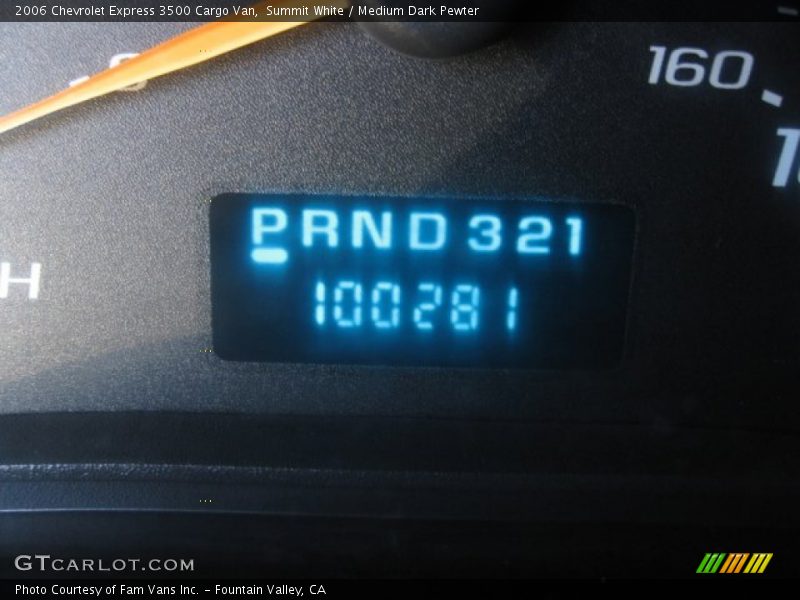 2006 Chevrolet Express 3500 Cargo Van, Summit White / Medium Dark Pewter
160
H
PRND321
100281
GTCARLOT.COM
Photo Courtesy of Fam Vans Inc. - Fountain Valley, CA